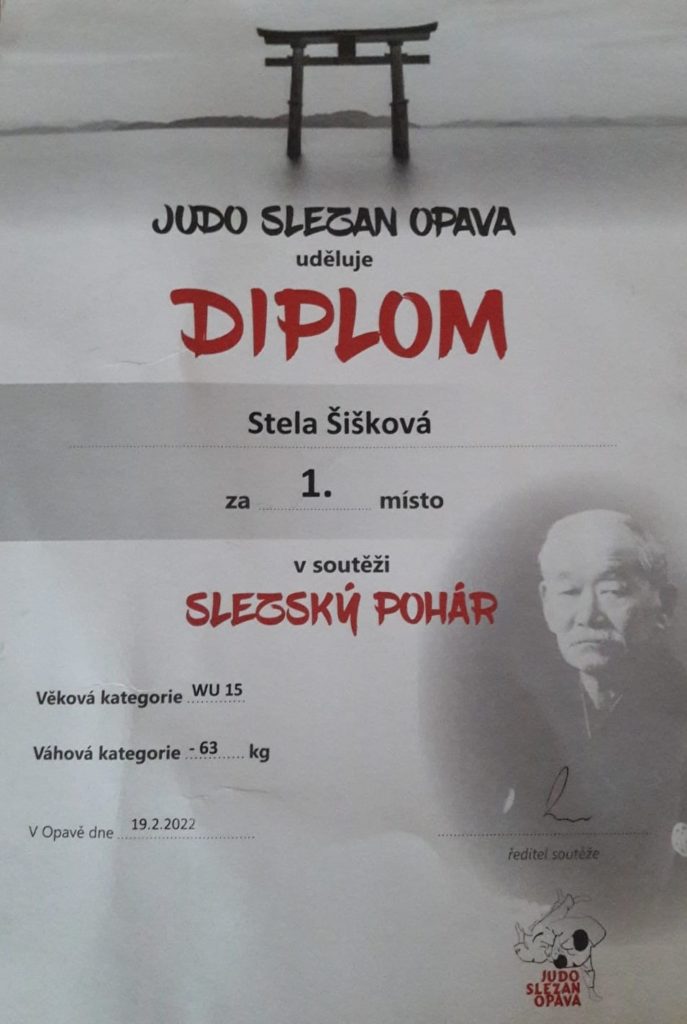 JUDO SLEZAN OPAVA
uděluje
DIPLOM
Stela Šišková
za 1. místo
v soutěži
SLEZSKÝ POHÁR
Věková kategorie WU 15
Váhová kategorie - 63 kg
V Opavě dne 19.2.2022
ředitel soutěže
JUDO
SLEZAN
OPAVA